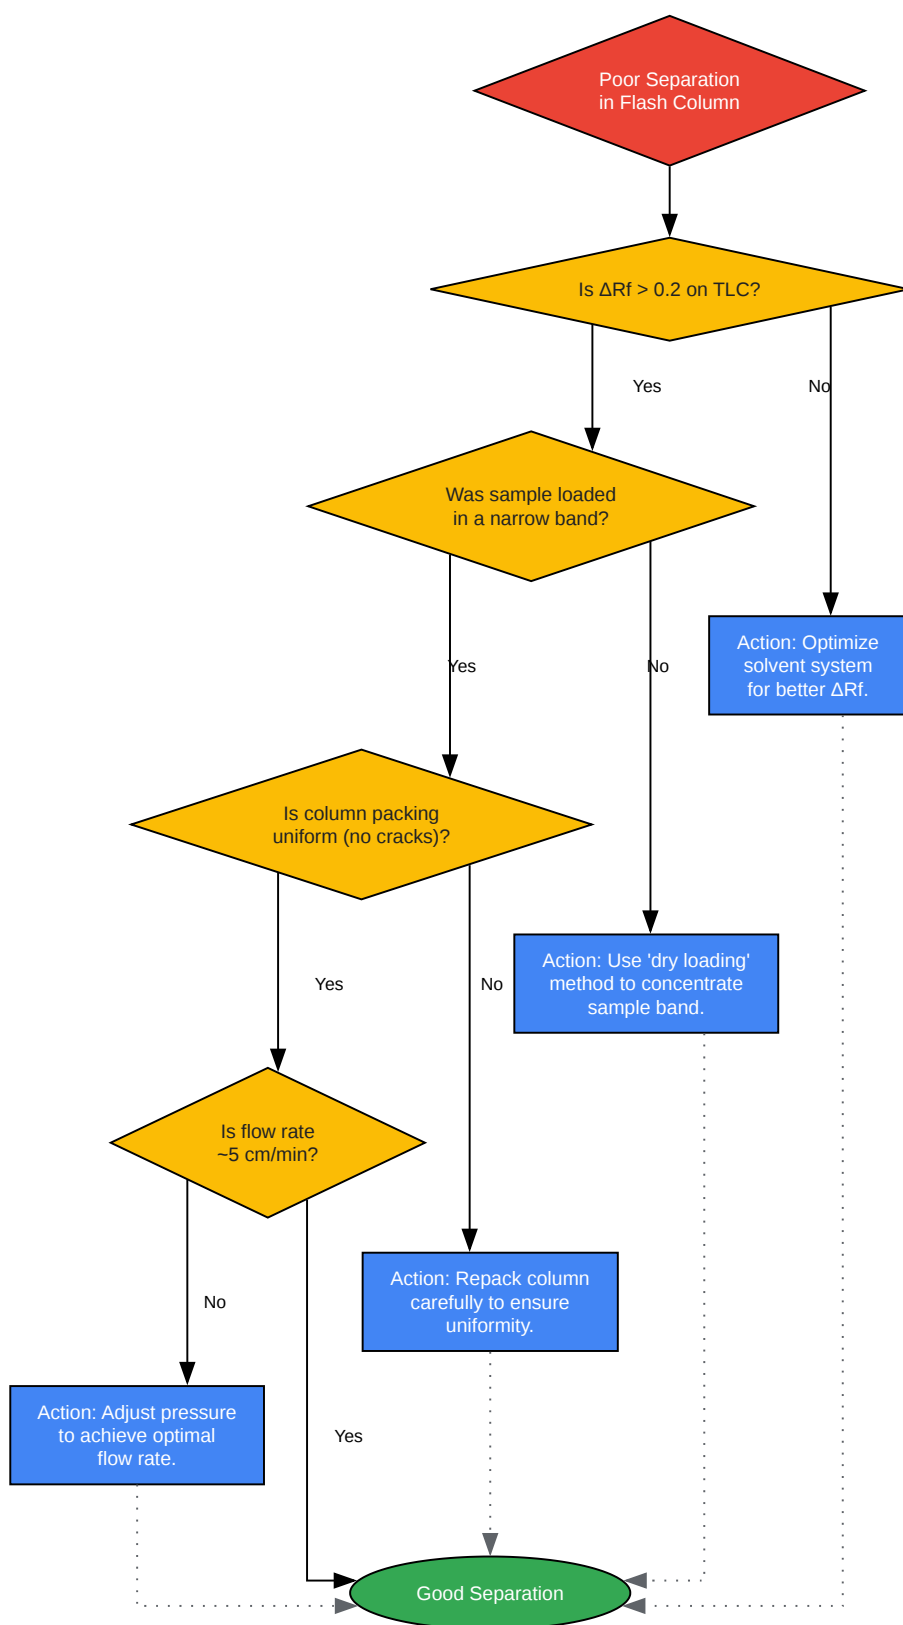 Poor Separation
in Flash Column
Is ΔRf > 0.2 on TLC?
Yes
No
Was sample loaded
in a narrow band?
Action: Optimize
solvent system
for better ΔRf.
Yes
No
Is column packing
uniform (no cracks)?
Action: Use 'dry loading'
method to concentrate
sample band.
Yes
No
Is flow rate
~5 cm/min?
Action: Repack column
carefully to ensure
uniformity.
No
Action: Adjust pressure
to achieve optimal
flow rate.
Yes
Good Separation